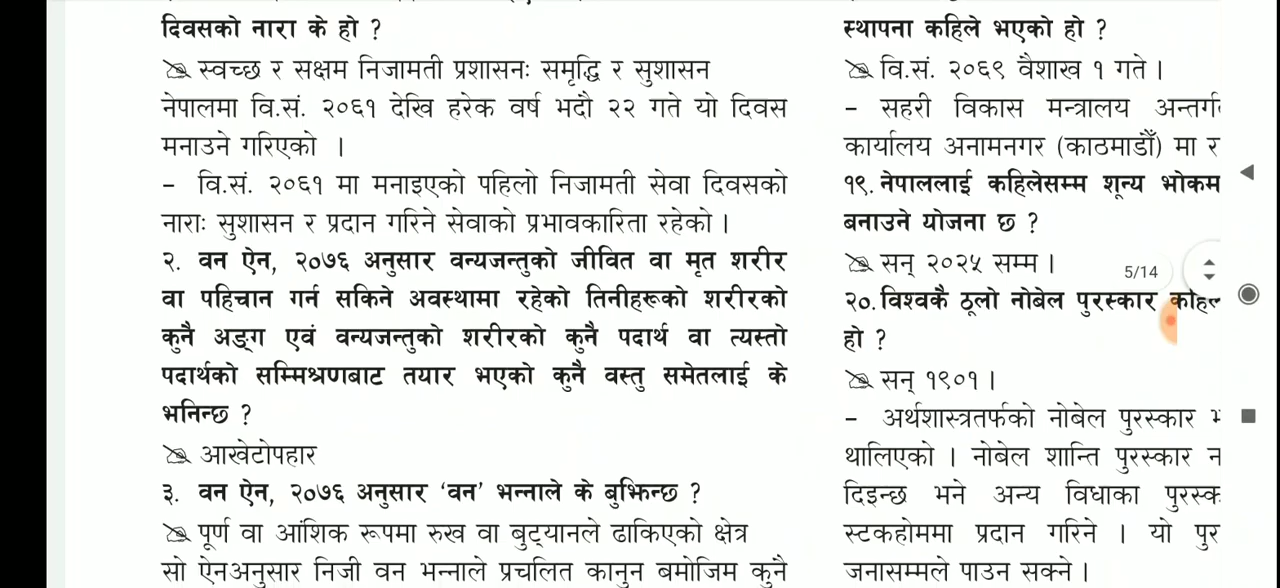 दिवसको नारा के हो ?
स्वच्छ र सक्षम निजामती प्रशासनः समृद्धि र सुशासन
नेपालमा वि.सं. २०६१ देखि हरेक वर्ष भदौ २२ गते यो दिवस
मनाउने गरिएको ।
– वि.सं. २०६१ मा मनाइएको पहिलो निजामती सेवा दिवसको
नाराः सुशासन र प्रदान गरिने सेवाको प्रभावकारिता रहेको ।
२. वन ऐन, २०७६ अनुसार वन्यजन्तुको जीवित वा मृत शरीर
वा पहिचान गर्न सकिने अवस्थामा रहेको तिनीहरूको शरीरको
कुनै अङ्ग एवं वन्यजन्तुको शरीरको कुनै पदार्थ वा त्यस्तो
पदार्थको सम्मिश्रणबाट तयार भएको कुनै वस्तु समेतलाई के
भनिन्छ ?
आखेटोपहार
३. वन ऐन, २०७६ अनुसार ‘वन’ भन्नाले के बुझिन्छ ?
पूर्ण वा आंशिक रूपमा रुख वा बुट्यानले ढाकिएको क्षेत्र
सो ऐनअनुसार निजी वन भन्नाले प्रचलित कानुन बमोजिम कुनै
स्थापना कहिले भएको हो ?
वि.सं. २०६९ वैशाख १ गते ।
– सहरी विकास मन्त्रालय
कार्यालय अनामनगर (काठमाडौँ) मा
१९. नेपाललाई कहिलेसम्म शून्य
बनाउने योजना छ ?
सन् २०२५ सम्म ।
5/14
२०. विश्वकै ठूलो नोबेल पुरस्कार
हो ?
सन् १९०१ ।
– अर्थशास्त्रतर्फको नोबेल पुरस्कार
थालिएको । नोबेल शान्ति पुरस्कार
दिइन्छ भने अन्य विधाका
स्टकहोममा प्रदान गरिने । यो
जनासम्मले पाउन सक्ने ।